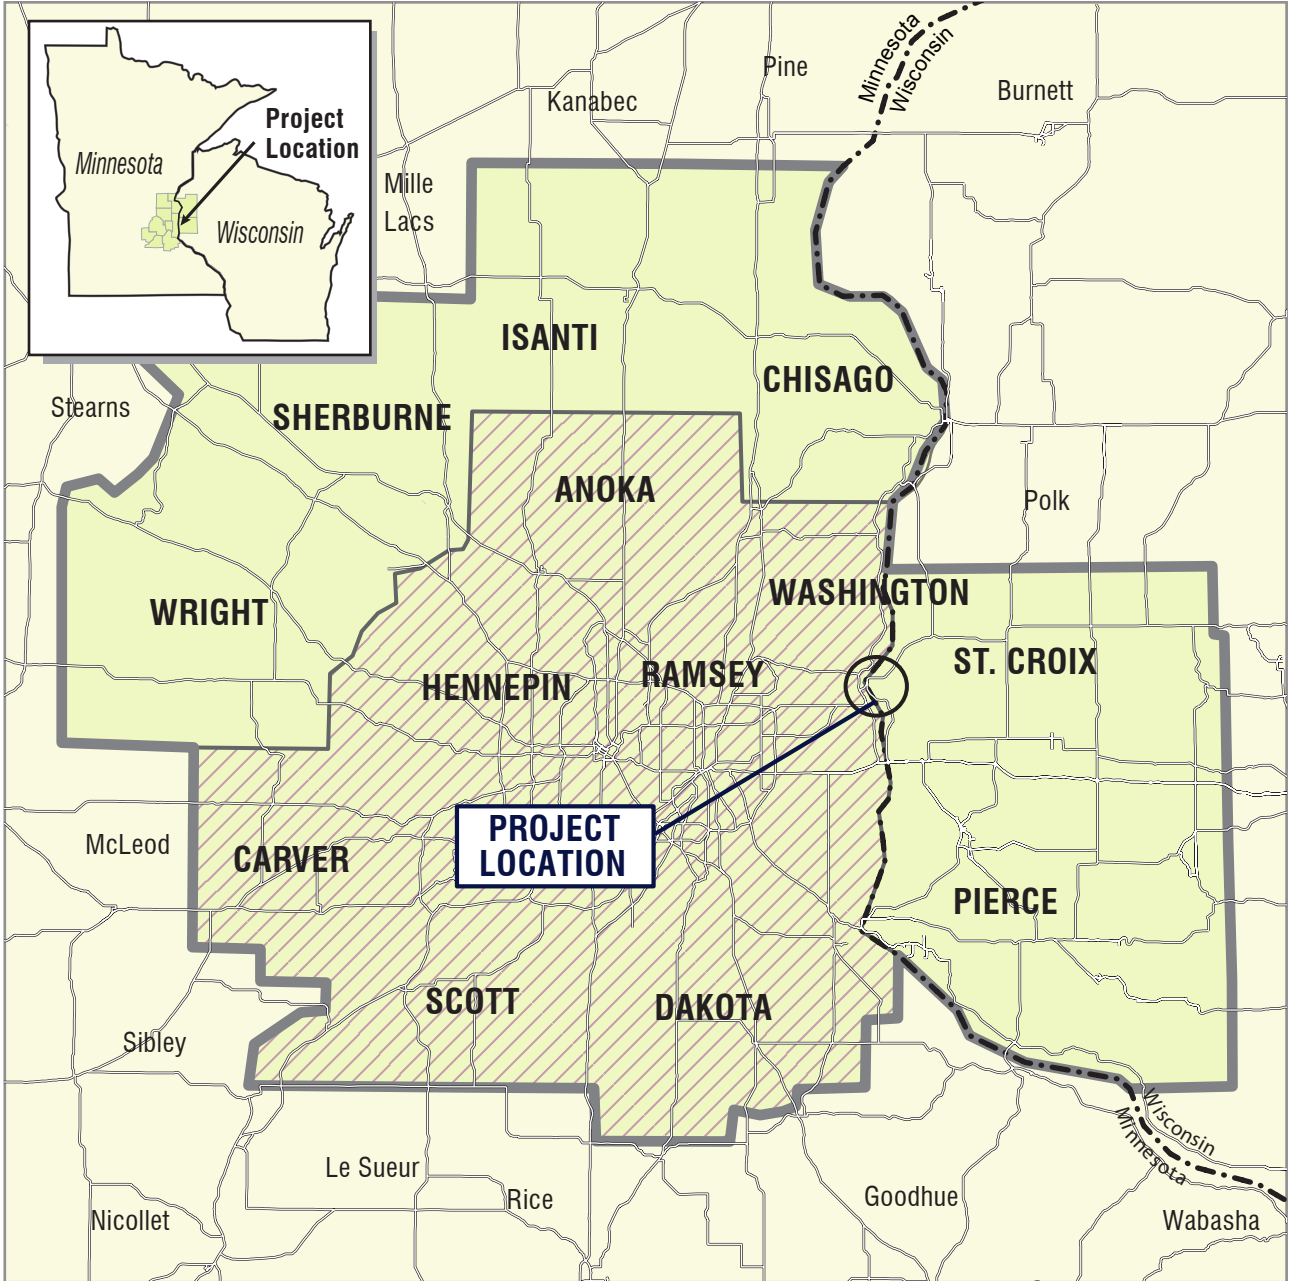 Minnesota
Wisconsin
Pine
Burnett
Kanabec
Project
Location
Minnesota
Wisconsin
Mille
Lacs
ISANTI
CHISAGO
Stearns
SHERBURNE
ANOKA
Polk
WASHINGTON
WRIGHT
ST. CROIX
RAMSEY
HENNEPIN
PROJECT
LOCATION
McLeod
CARVER
PIERCE
SCOTT
DAKOTA
Sibley
Wisconsin
Minnesota
Le Sueur
Rice
Goodhue
Nicollet
Wabasha